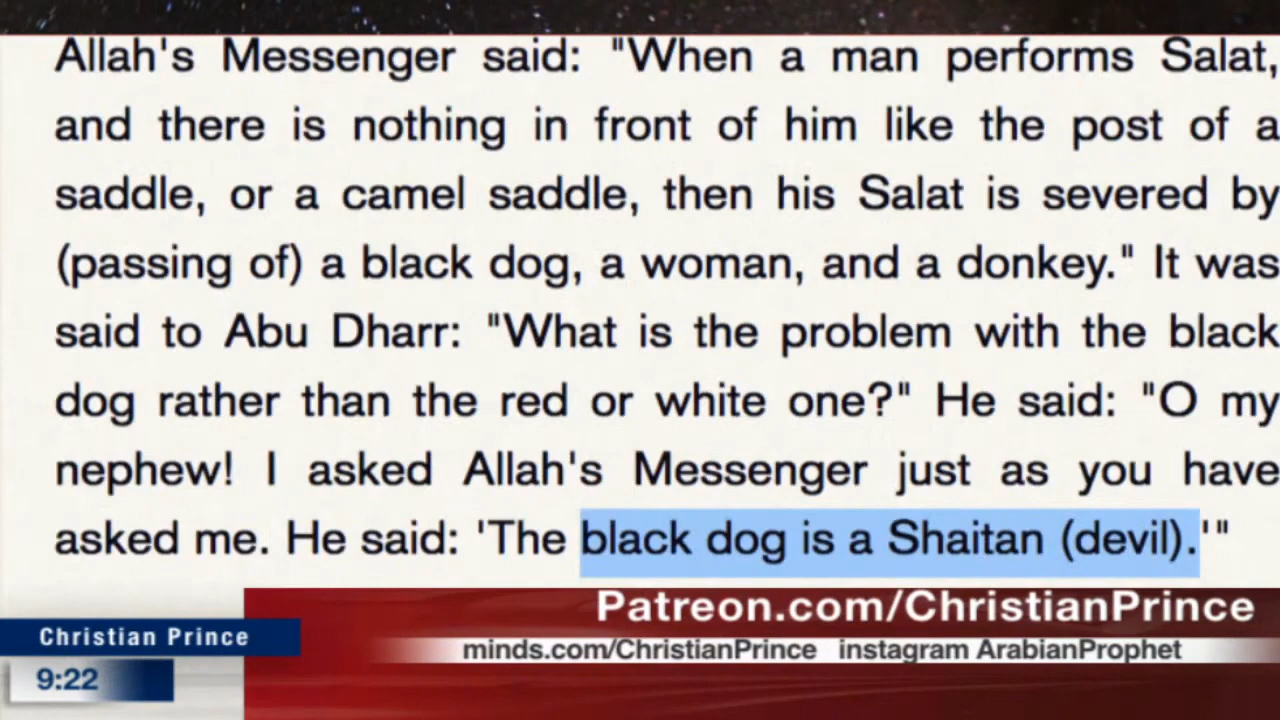 Allah's Messenger said: "When a man performs Salat,
and there is nothing in front of him like the post of a
saddle, or a camel saddle, then his Salat is severed by
(passing of) a black dog, a woman, and a donkey." It was
said to Abu Dharr: "What is the problem with the black
dog rather than the red or white one?" He said: "O my
nephew! I asked Allah's Messenger just as you have
asked me. He said: 'The black dog is a Shaitan (devil).'"
Patreon.com/ChristianPrince
Christian Prince
minds.com/ChristianPrince instagram ArabianProphet
9:22